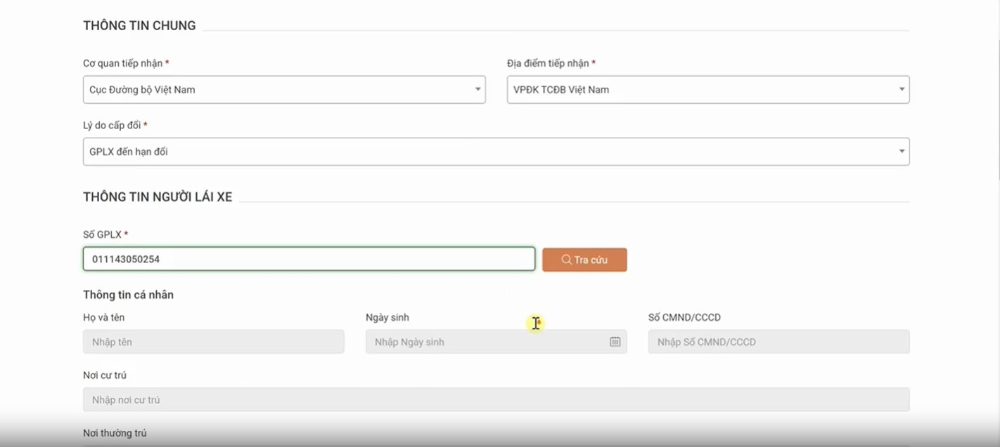 THÔNG TIN CHUNG
Cơ quan tiếp nhận *
Địa điểm tiếp nhận *
Cục Đường bộ Việt Nam
VPĐK TCĐB Việt Nam
Lý do cấp đổi *
GPLX đến hạn đổi
THÔNG TIN NGƯỜI LÁI XE
Số GPLX *
011143050254
Tra cứu
Thông tin cá nhân
Họ và tên
Ngày sinh
Số CMND/CCCD
Nhập tên
Nhập Ngày sinh
Nhập Số CMND/CCCD
Nơi cư trú
Nhập nơi cư trú
Nơi thường trú